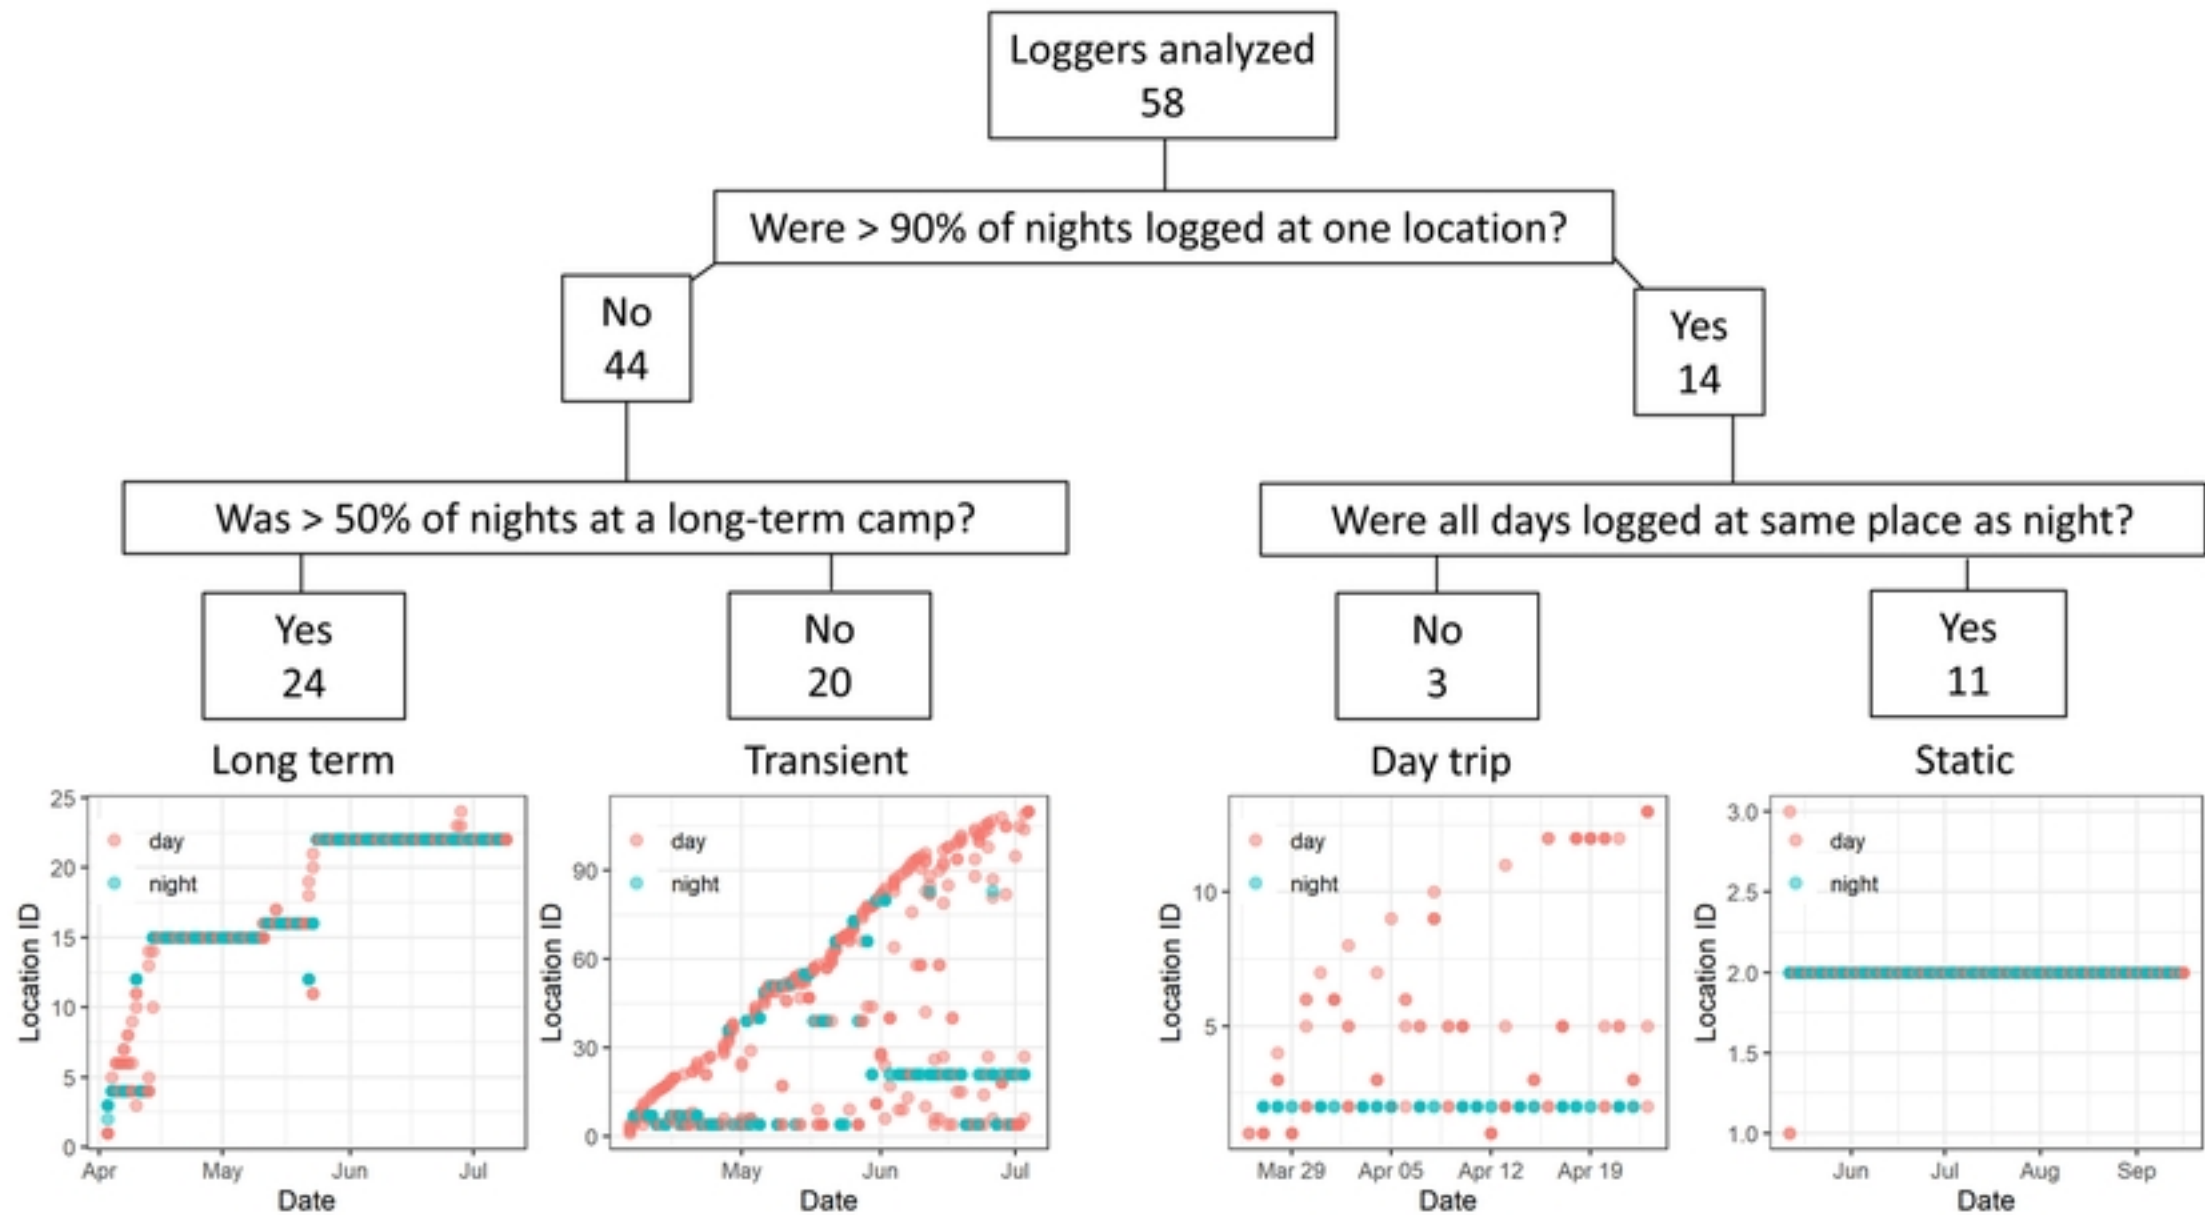 Loggers analyzed
58
Were > 90% of nights logged at one location?
No
44
Yes
14
Was > 50% of nights at a long-term camp?
Were all days logged at same place as night?
Yes
24
No
20
No
3
Yes
11
Long term
Transient
Day trip
Static
25
20
15
10
5
0
Location ID
day
night
Apr
May
Jun
Jul
Date
90
60
30
0
Location ID
day
night
May
Jun
Jul
Date
10
5
Location ID
day
night
Mar 29
Apr 05
Apr 12
Apr 19
Date
3.0
2.5
2.0
1.5
1.0
Location ID
day
night
Jun
Jul
Aug
Sep
Date